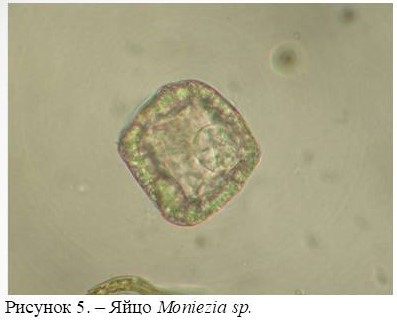 Рисунок 5. – Яйцо Moniezia sp.